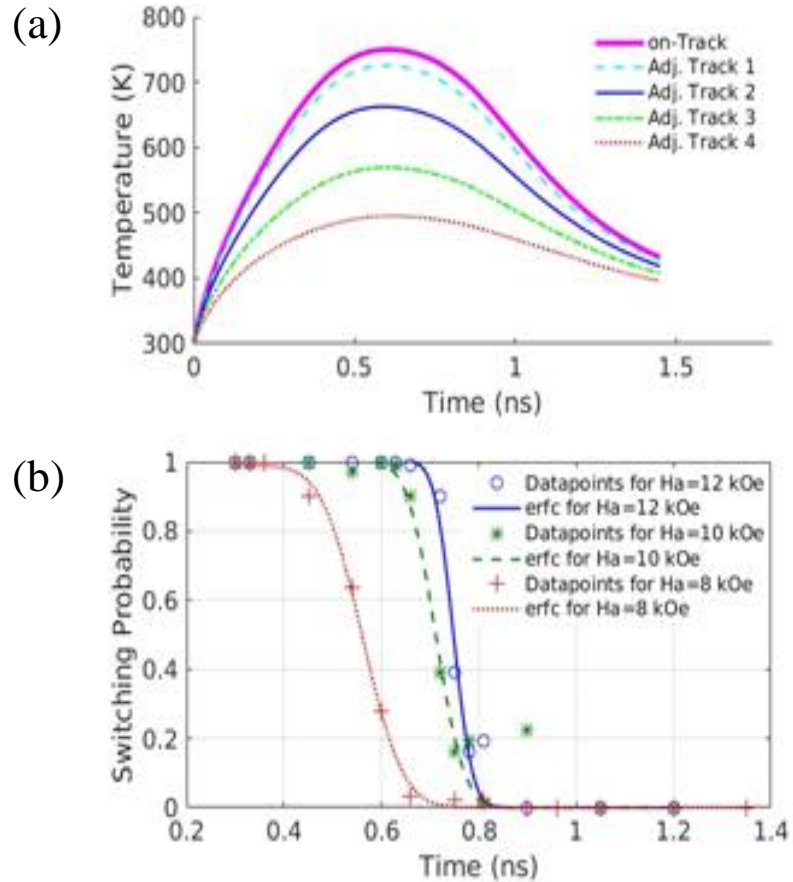 (a)
800
700
600
500
400
300
Temperature (K)
on-Track
Adj. Track 1
Adj. Track 2
Adj. Track 3
Adj. Track 4
0
0.5
1
1.5
Time (ns)
(b)
1
0.8
0.6
0.4
0.2
0
Switching Probability
Datapoints for Ha=12 kOe
erfc for Ha=12 kOe
Datapoints for Ha=10 kOe
erfc for Ha=10 kOe
Datapoints for Ha=8 kOe
erfc for Ha=8 kOe
0.2
0.4
0.6
0.8
1
1.2
1.4
Time (ns)